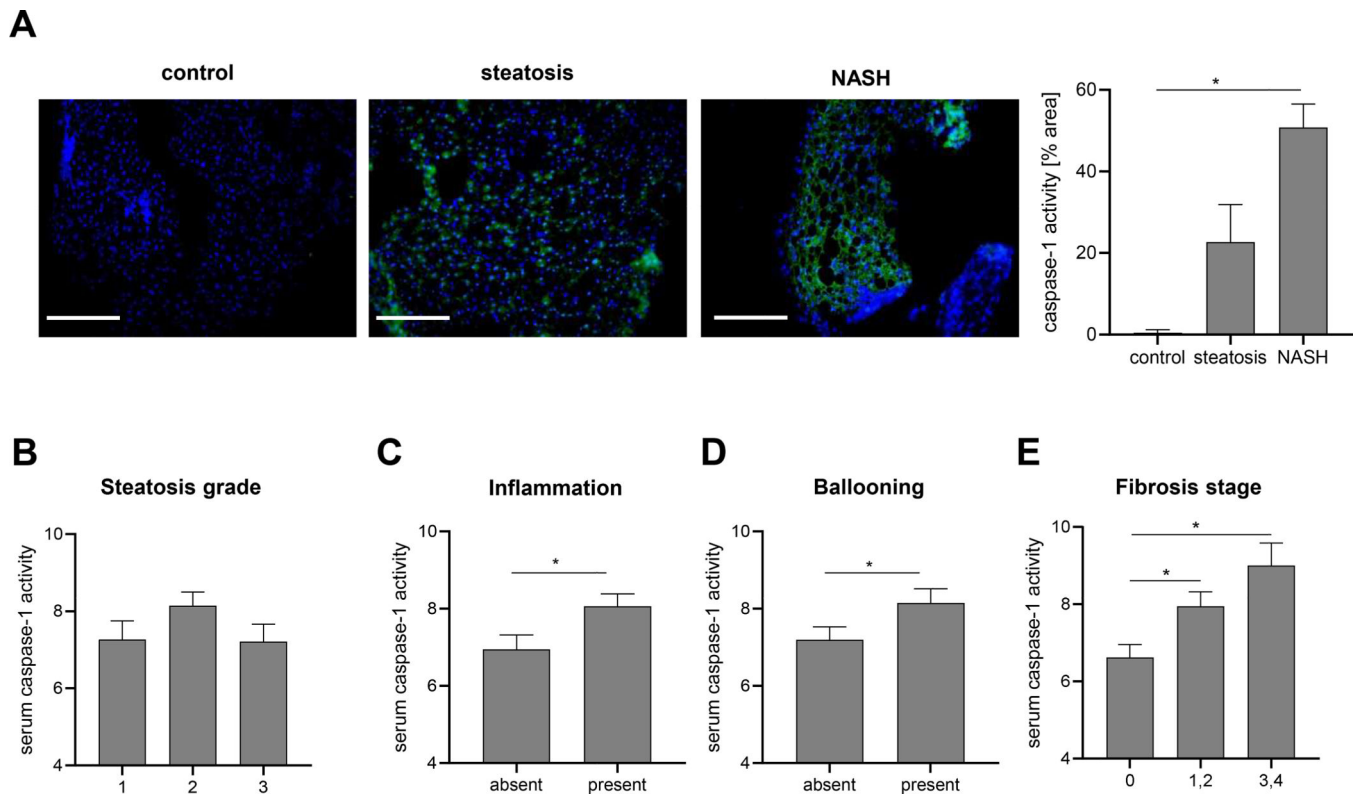 A
control
steatosis
NASH
caspase-1 activity [% area]
60
40
20
0
*
control
steatosis
NASH
B
Steatosis grade
serum caspase-1 activity
10
8
6
4
1
2
3
C
Inflammation
serum caspase-1 activity
10
8
6
4
*
absent
present
D
Ballooning
serum caspase-1 activity
10
8
6
4
*
absent
present
E
Fibrosis stage
serum caspase-1 activity
10
8
6
4
*
*
0
1,2
3,4